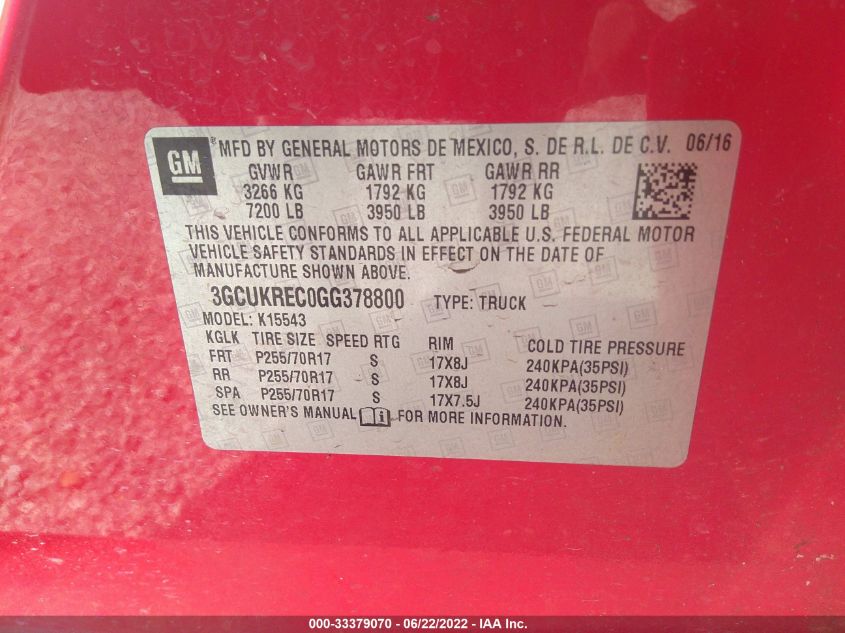 GM ® MFD BY GENERAL MOTORS DE MEXICO, S. DE R.L. DE C.V. 06/16
GVWR GAWR FRT GAWR RR
3266 KG 1792 KG 1792 KG
7200 LB 3950 LB 3950 LB
THIS VEHICLE CONFORMS TO ALL APPLICABLE U.S. FEDERAL MOTOR
VEHICLE SAFETY STANDARDS IN EFFECT ON THE DATE OF
MANUFACTURE SHOWN ABOVE.
3GCUKREC0GG378800 TYPE: TRUCK
MODEL: K15543
KGLK TIRE SIZE SPEED RTG RIM COLD TIRE PRESSURE
FRT P255/70R17 S 17X8J 240KPA(35PSI)
RR P255/70R17 S 17X8J 240KPA(35PSI)
SPA P255/70R17 S 17X7.5J 240KPA(35PSI)
SEE OWNER'S MANUAL FOR MORE INFORMATION.
000-33379070 - 06/22/2022 - IAA Inc.